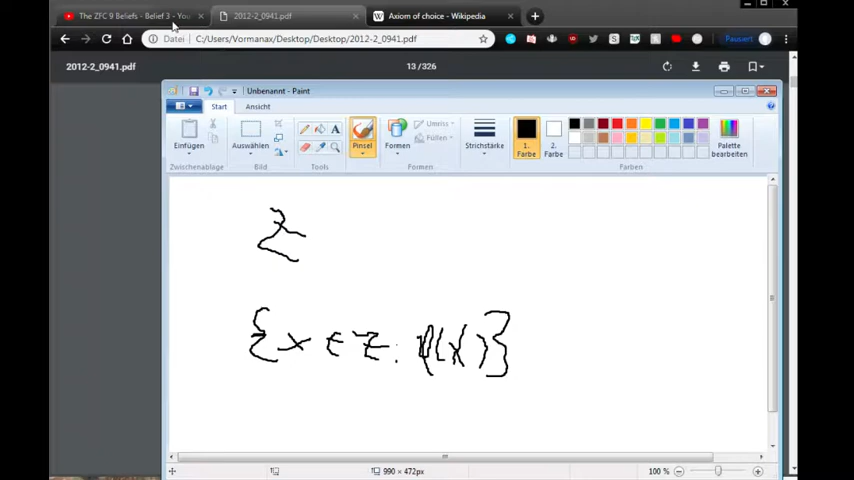 The ZFC 9 Beliefs - Belief 3 - You
2012-2_0941.pdf
Axiom of choice - Wikipedia
Datei
C:/Users/Vormanax/Desktop/Desktop/2012-2_0941.pdf
Pausiert
2012-2_0941.pdf
13 / 326
Unbenannt - Paint
Start Ansicht
Einfügen
Auswählen
A
Pinsel
Formen
Umriss
Füllen
Strichstärke
1. Farbe
2. Farbe
Palette bearbeiten
Zwischenablage Bild Tools Formen Farben
z
{x ∈ z: φ(x)}
990 × 472px
100 %